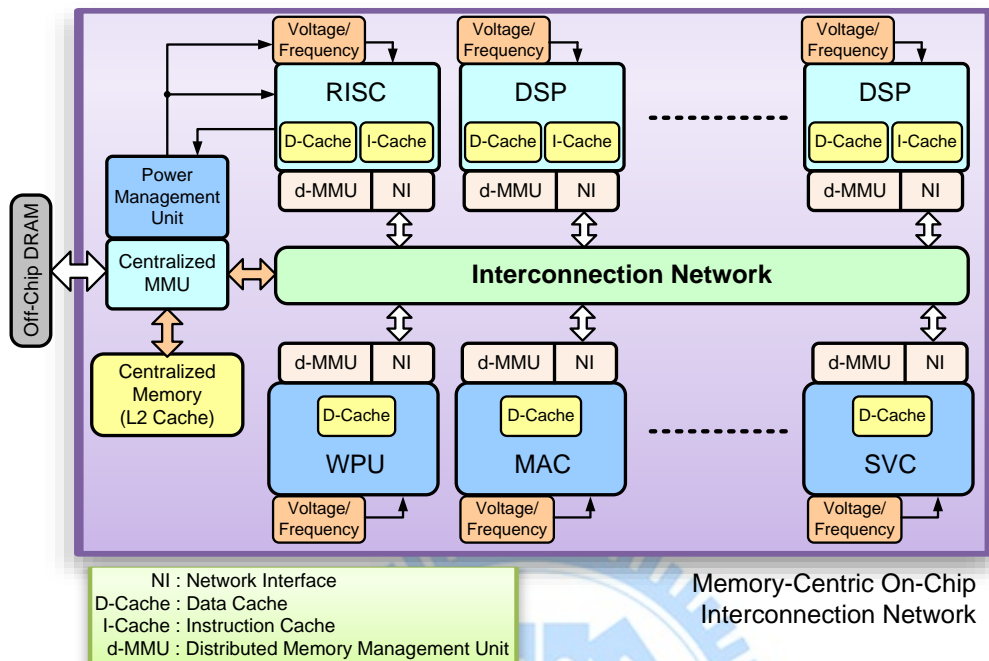 Voltage/
Frequency
Voltage/
Frequency
Voltage/
Frequency
RISC
DSP
DSP
D-Cache
I-Cache
D-Cache
I-Cache
D-Cache
I-Cache
d-MMU
NI
d-MMU
NI
d-MMU
NI
Power
Management
Unit
Off-Chip DRAM
Centralized
MMU
Interconnection Network
Centralized
Memory
(L2 Cache)
d-MMU
NI
d-MMU
NI
d-MMU
NI
D-Cache
D-Cache
D-Cache
WPU
MAC
SVC
Voltage/
Frequency
Voltage/
Frequency
Voltage/
Frequency
NI : Network Interface
D-Cache : Data Cache
I-Cache : Instruction Cache
d-MMU : Distributed Memory Management Unit
Memory-Centric On-Chip
Interconnection Network